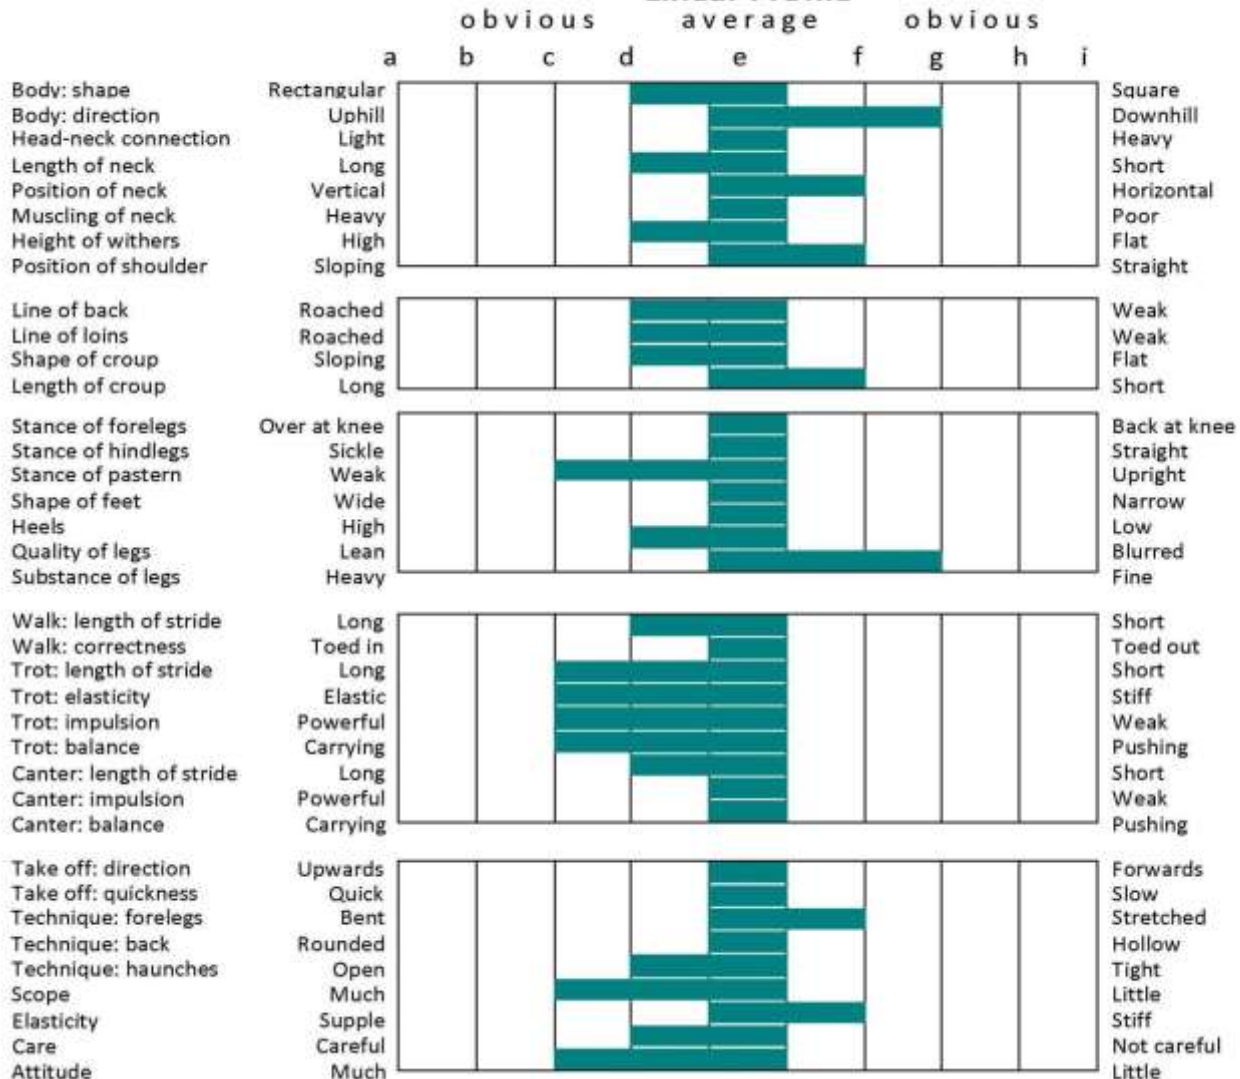 obvious average obvious
a b c d e f g h i
Body: shape Rectangular Square
Body: direction Uphill Downhill
Head-neck connection Light Heavy
Length of neck Long Short
Position of neck Vertical Horizontal
Muscling of neck Heavy Poor
Height of withers High Flat
Position of shoulder Sloping Straight
Line of back Roached Weak
Line of loins Roached Weak
Shape of croup Sloping Flat
Length of croup Long Short
Stance of forelegs Over at knee Back at knee
Stance of hindlegs Sickle Straight
Stance of pastern Weak Upright
Shape of feet Wide Narrow
Heels High Low
Quality of legs Lean Blurred
Substance of legs Heavy Fine
Walk: length of stride Long Short
Walk: correctness Toed in Toed out
Trot: length of stride Long Short
Trot: elasticity Elastic Stiff
Trot: impulsion Powerful Weak
Trot: balance Carrying Pushing
Canter: length of stride Long Short
Canter: impulsion Powerful Weak
Canter: balance Carrying Pushing
Take off: direction Upwards Forwards
Take off: quickness Quick Slow
Technique: forelegs Bent Stretched
Technique: back Rounded Hollow
Technique: haunches Open Tight
Scope Much Little
Elasticity Supple Stiff
Care Careful Not careful
Attitude Much Little